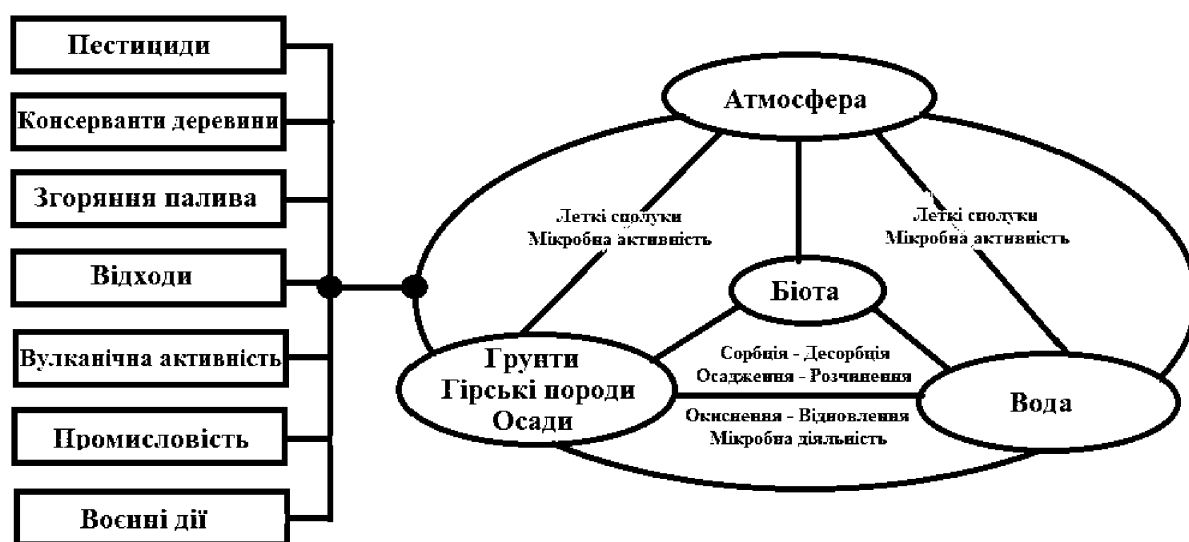 Пестициди
Консерванти деревини
Згоряння палива
Відходи
Вулканічна активність
Промисловість
Воєнні дії
Атмосфера
Леткі сполуки
Мікробна активність
Леткі сполуки
Мікробна активність
Біота
Грунти
Гірські породи
Осади
Сорбція - Десорбція
Осадження - Розчинення
Окиснення - Відновлення
Мікробна діяльність
Вода